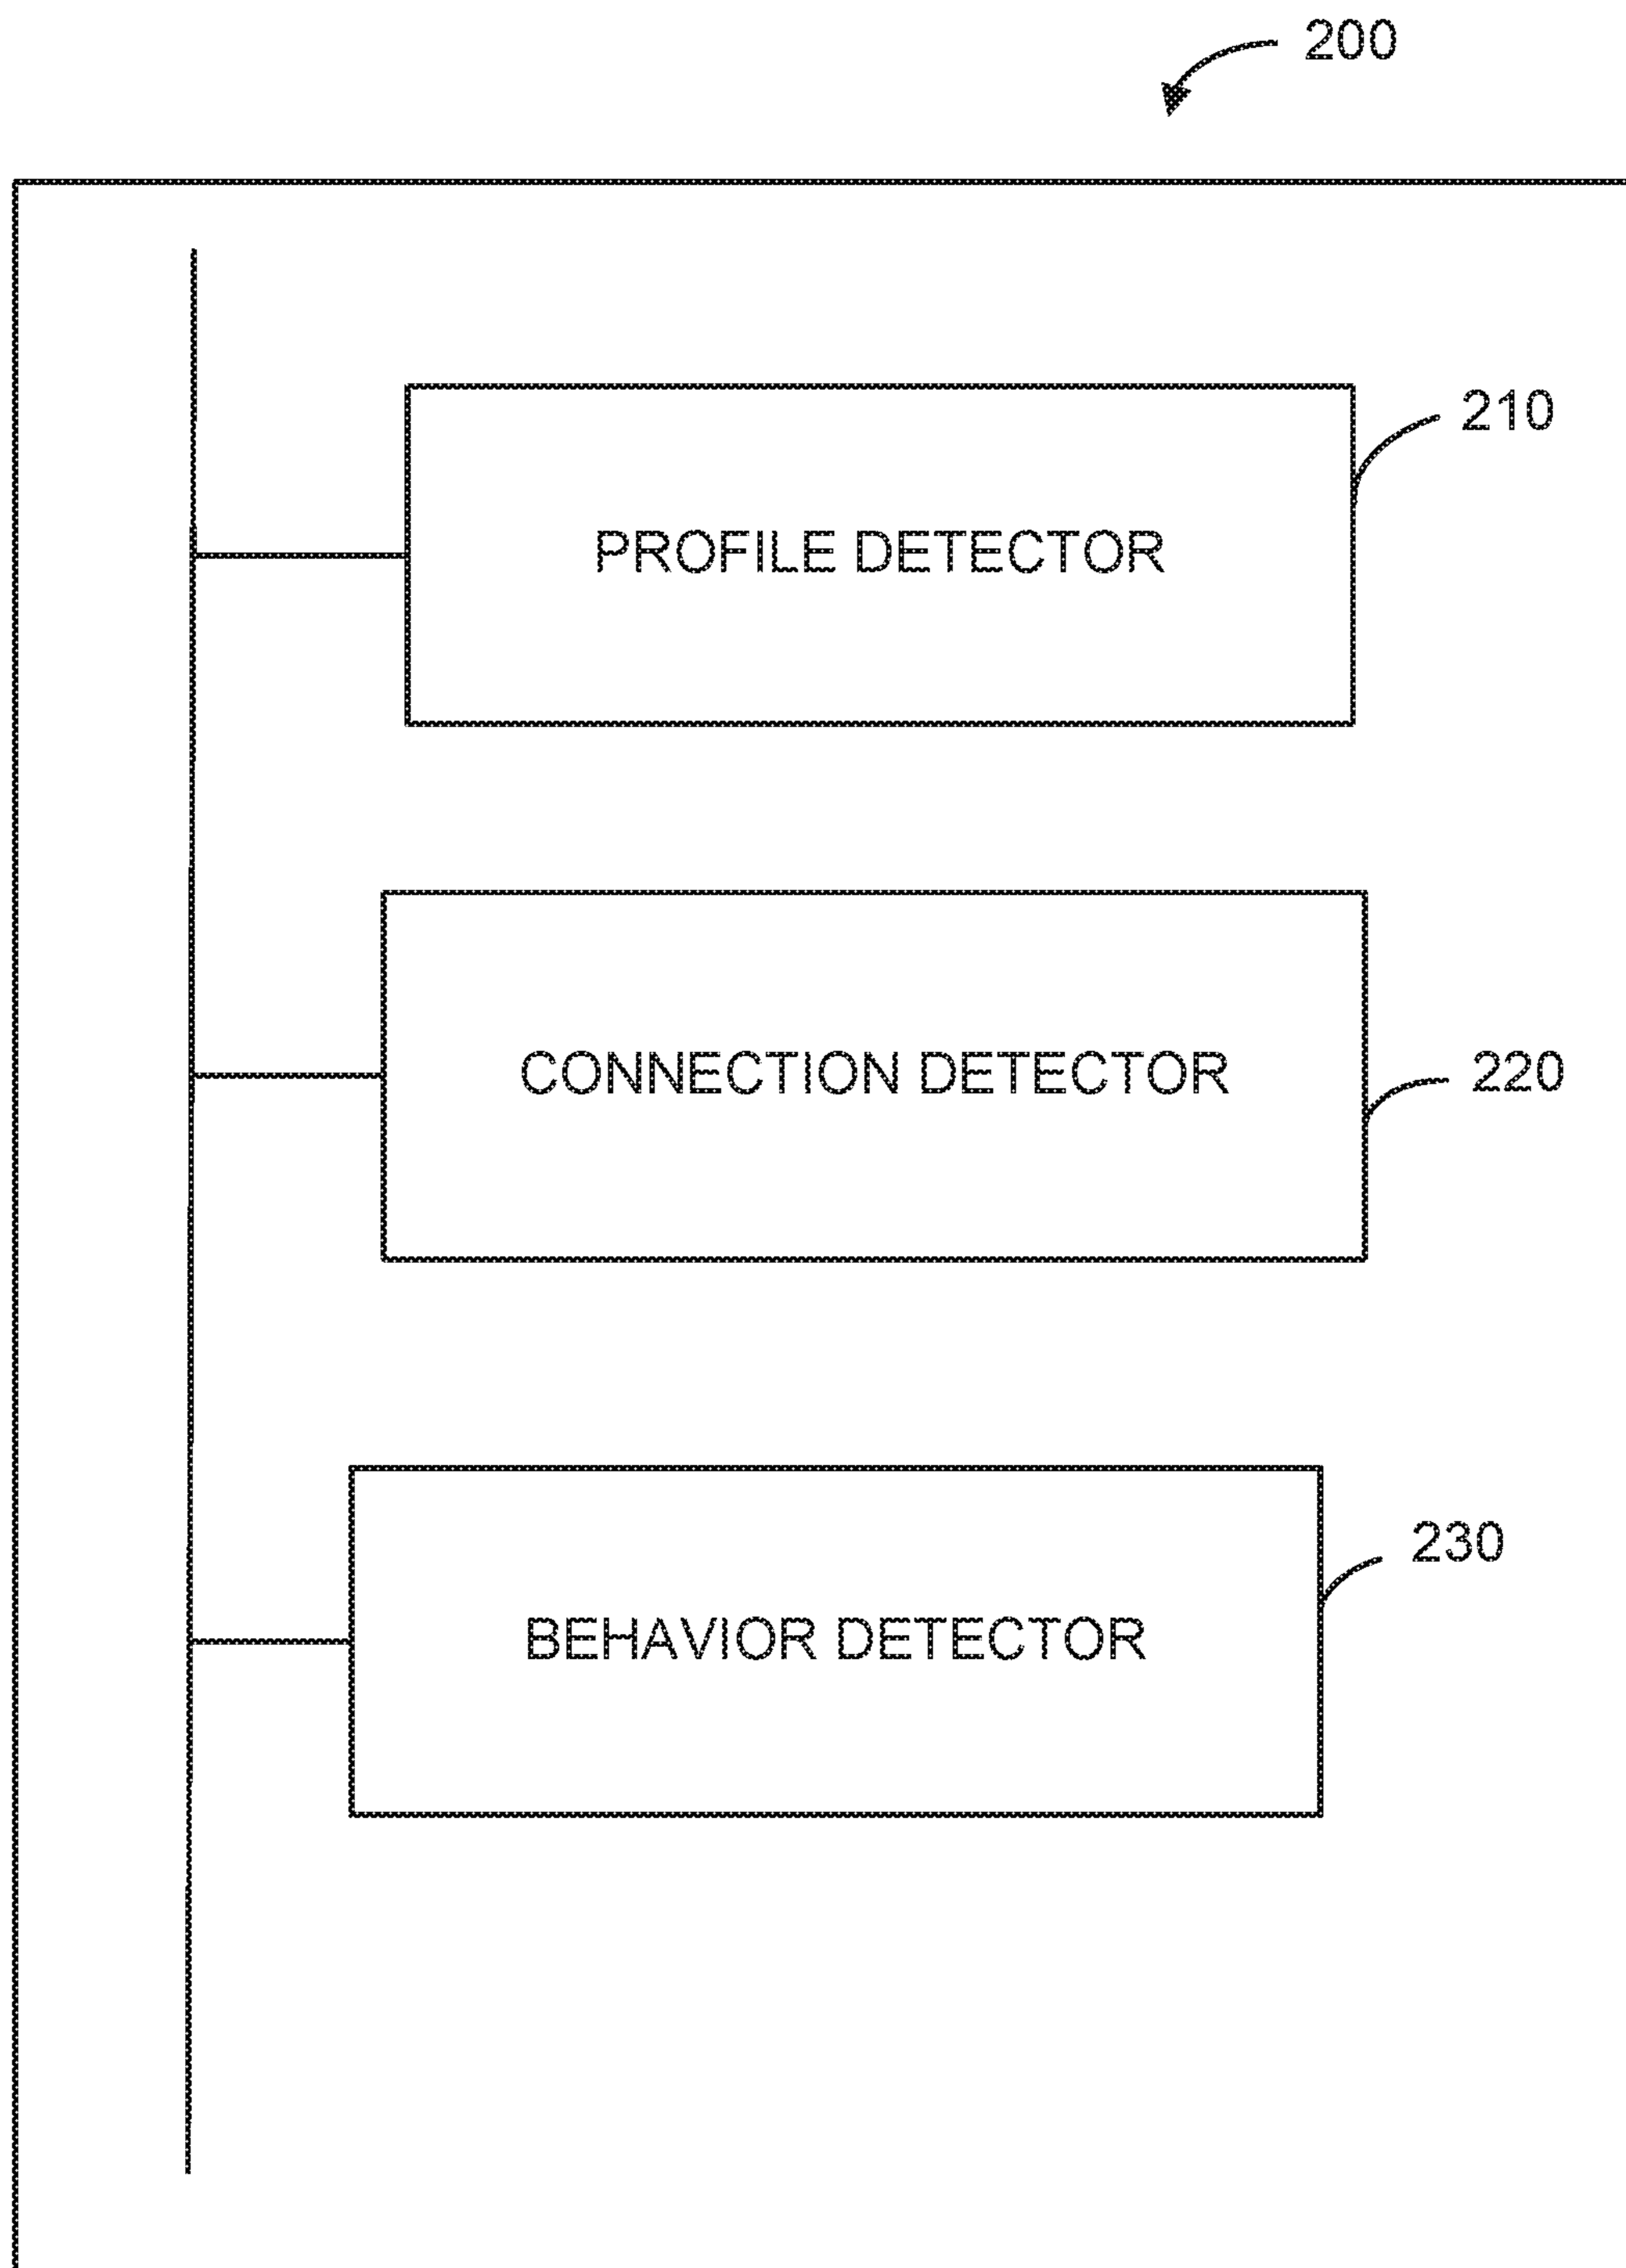 200
210
PROFILE DETECTOR
CONNECTION DETECTOR
220
230
BEHAVIOR DETECTOR